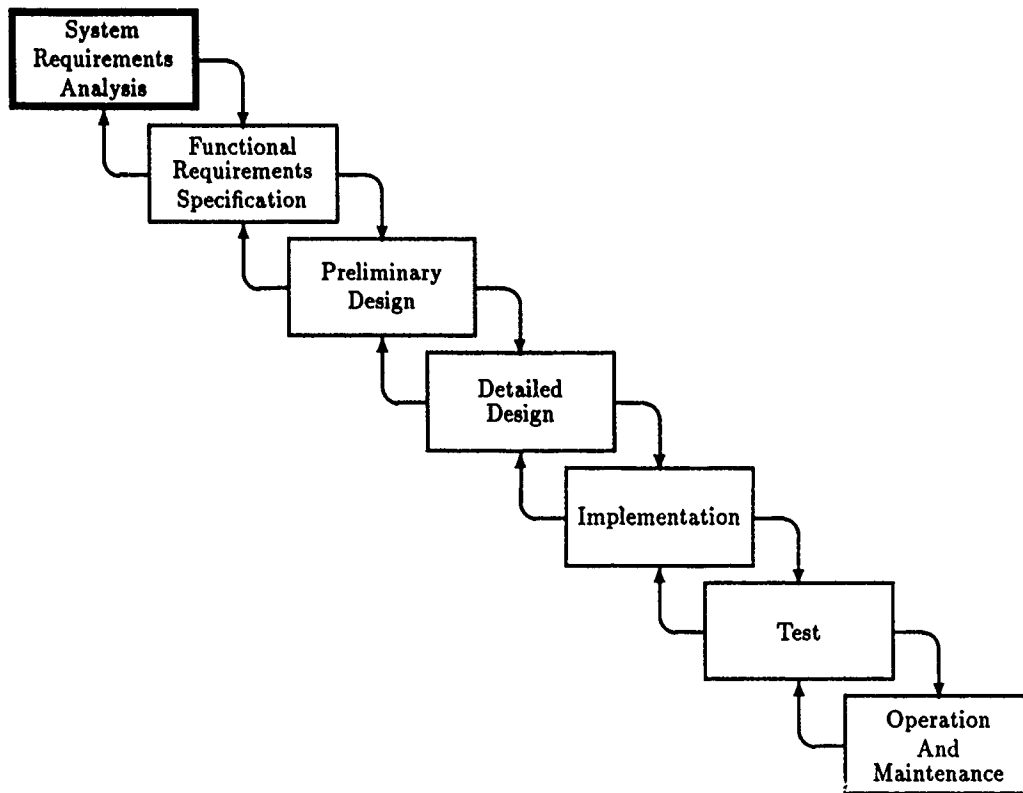 System
Requirements
Analysis
Functional
Requirements
Specification
Preliminary
Design
Detailed
Design
Implementation
Test
Operation
And
Maintenance